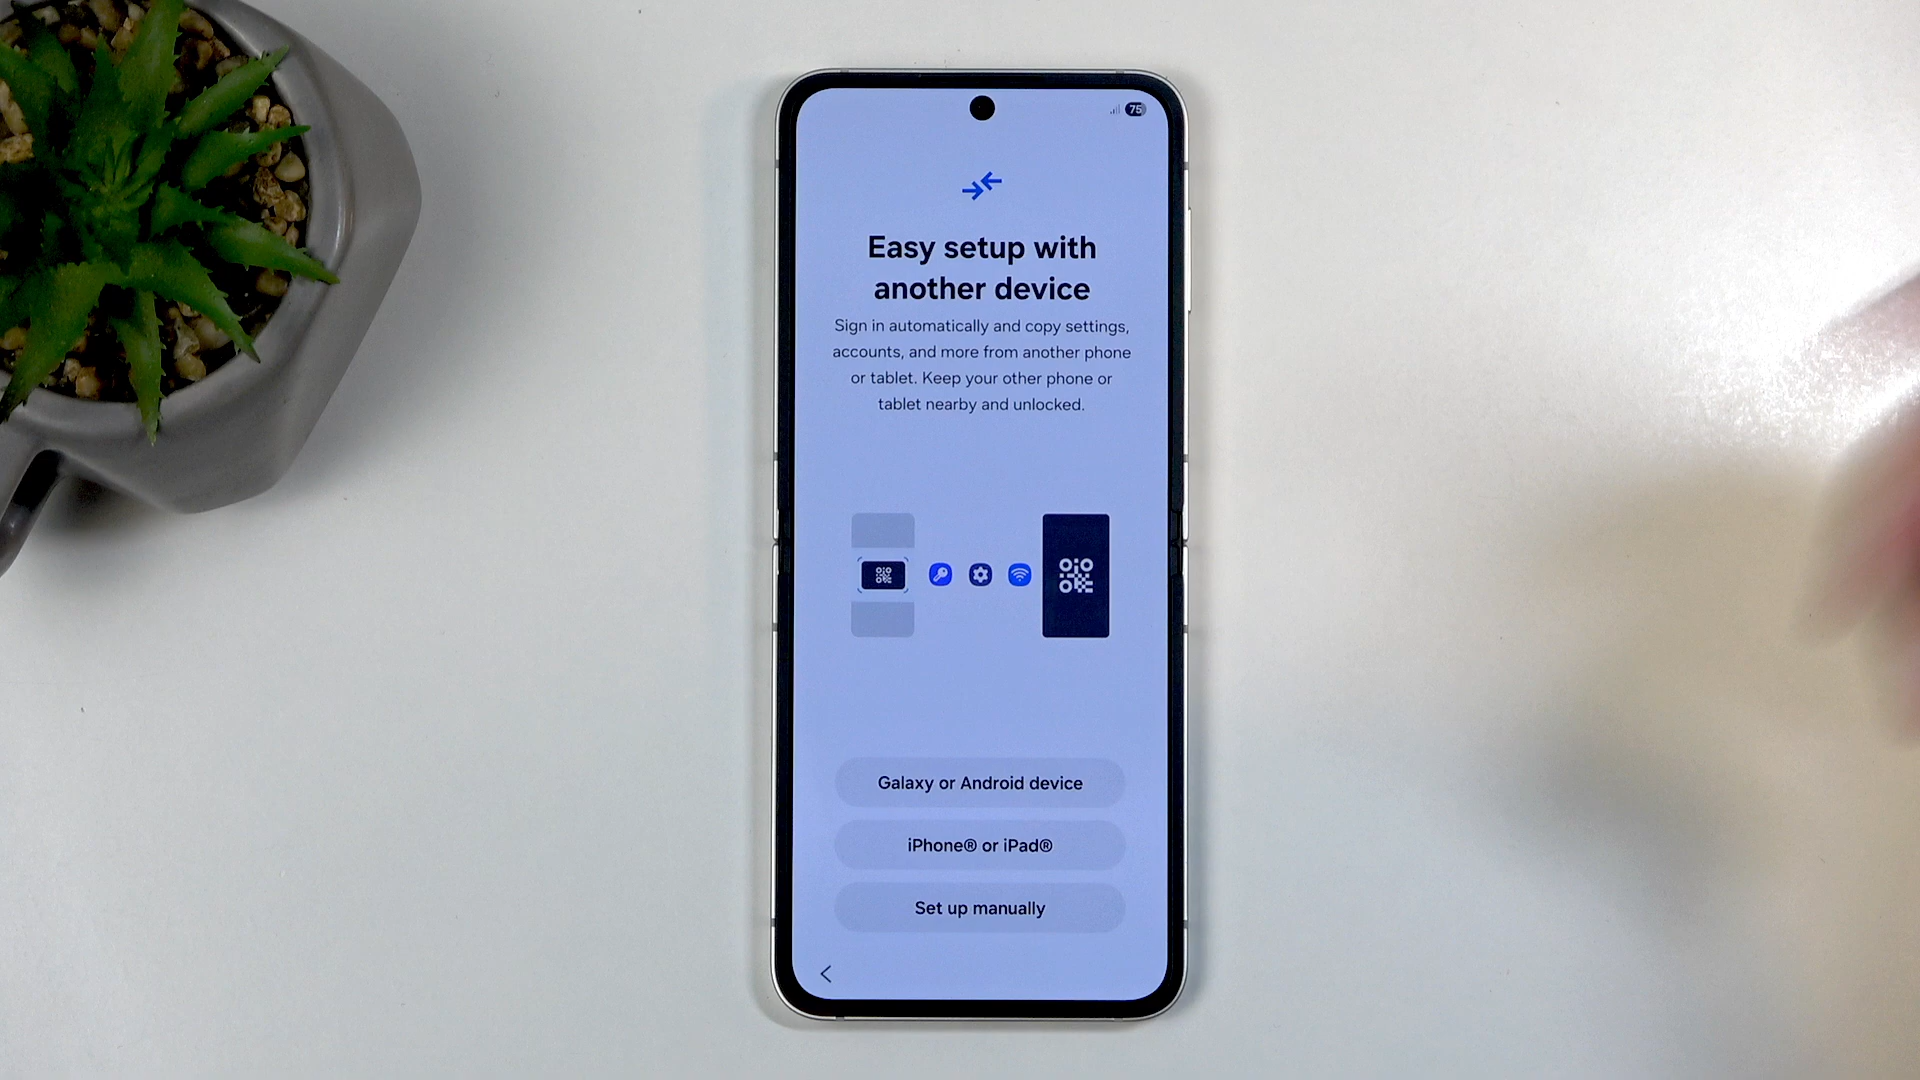 75
Easy setup with
another device
Sign in automatically and copy settings,
accounts, and more from another phone
or tablet. Keep your other phone or
tablet nearby and unlocked.
Galaxy or Android device
iPhone® or iPad®
Set up manually